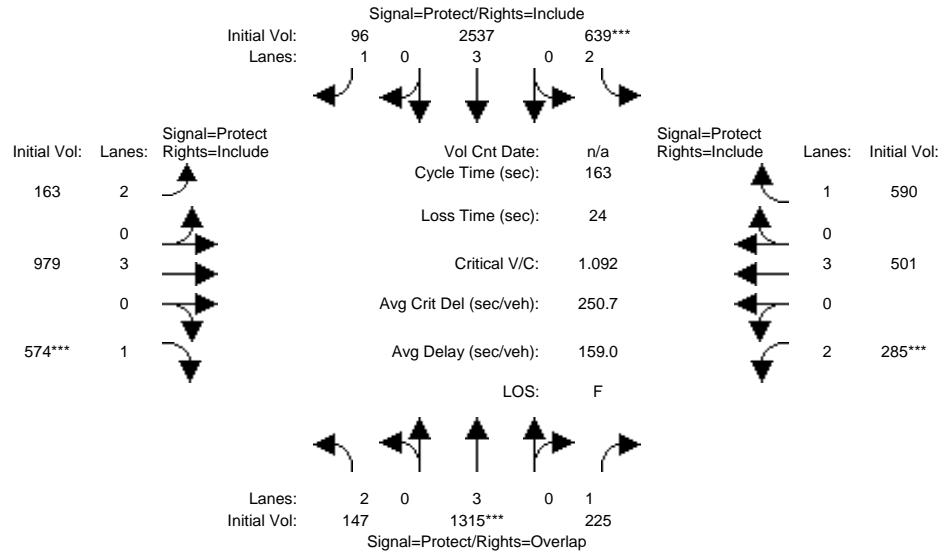 Signal=Protect/Rights=Include
Initial Vol: 96 2537 639***
Lanes: 1 0 3 0 2
Signal=Protect Signal=Protect
Initial Vol: Lanes: Rights=Include Vol Cnt Date: n/a Rights=Include Lanes: Initial Vol:
Cycle Time (sec): 163
163 2 1 590
Loss Time (sec): 24
0 0
979 3 Critical V/C: 1.092 3 501
0 Avg Crit Del (sec/veh): 250.7 0
574*** 1 Avg Delay (sec/veh): 159.0 2 285***
LOS: F
Lanes: 2 0 3 0 1
Initial Vol: 147 1315*** 225
Signal=Protect/Rights=Overlap